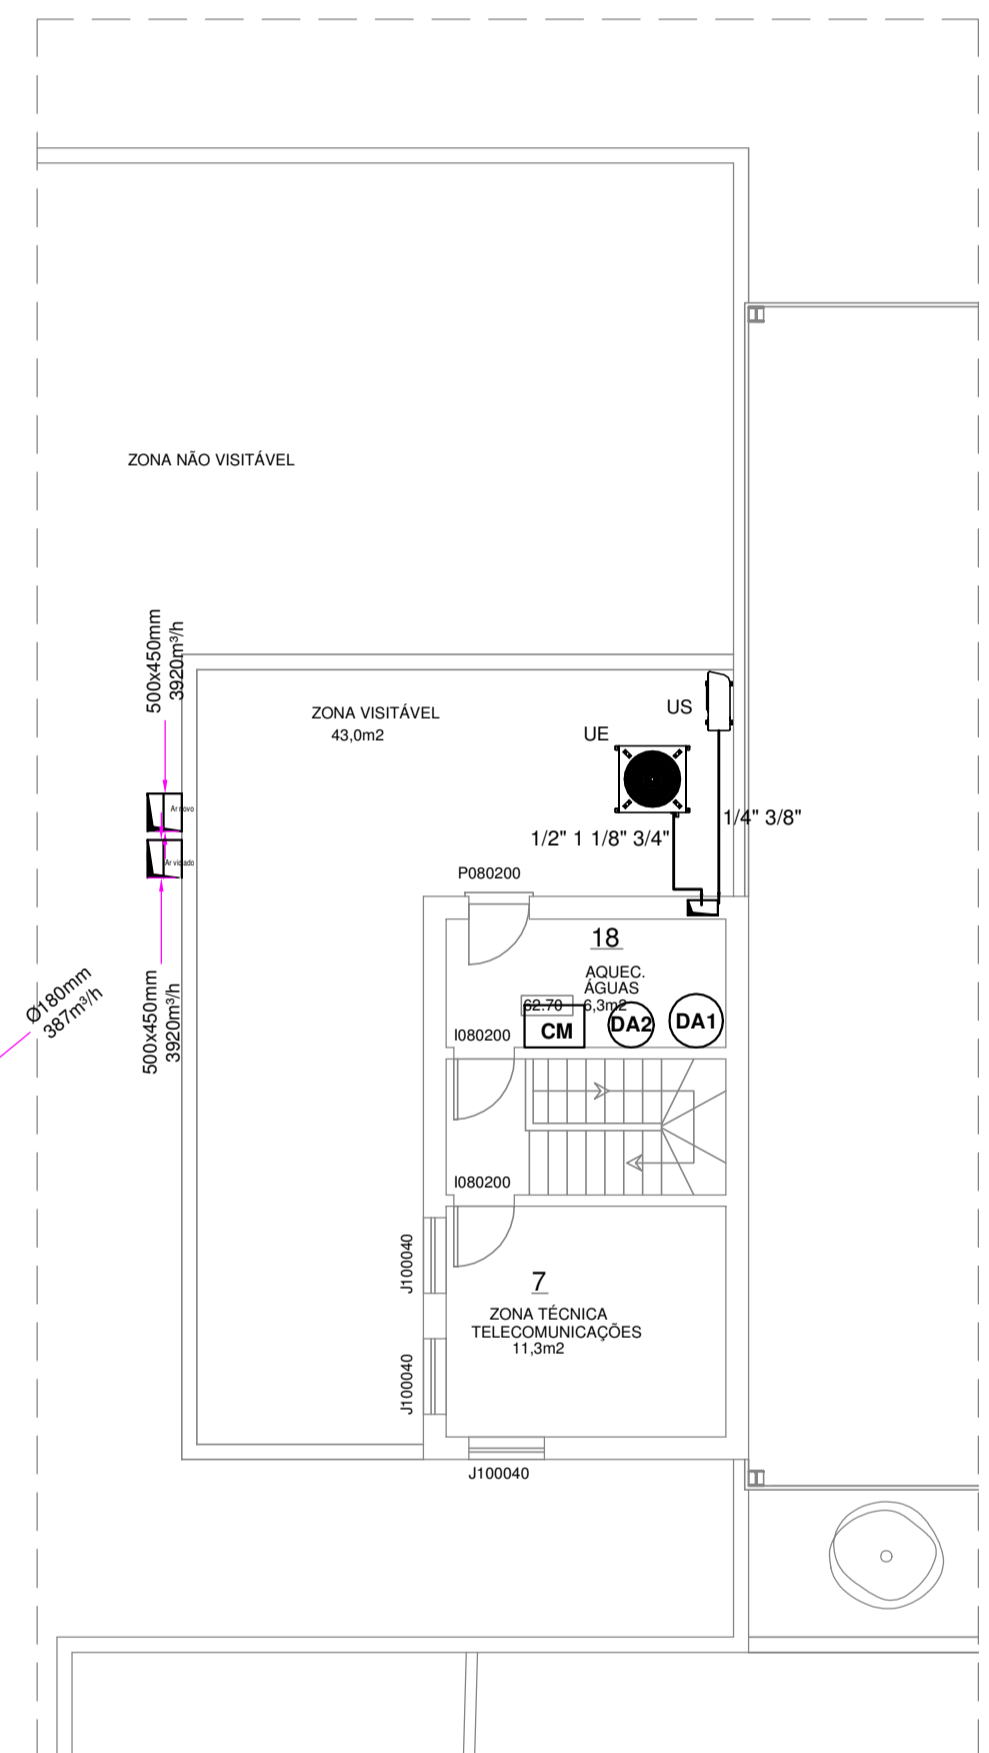 ZONA NÃO VISITÁVEL
500x450mm
3920m³/h
ZONA VISITÁVEL
43,0m2
US
UE
Ar novo
1/4" 3/8"
1/2" 1 1/8" 3/4"
Ar viciado
P080200
18
AQUEC.
ÁGUAS
6,3m2
62.70
CM
DA2
DA1
Ø180mm
387m³/h
500x450mm
3920m³/h
I080200
I080200
J100040
7
ZONA TÉCNICA
TELECOMUNICAÇÕES
11,3m2
J100040
J100040